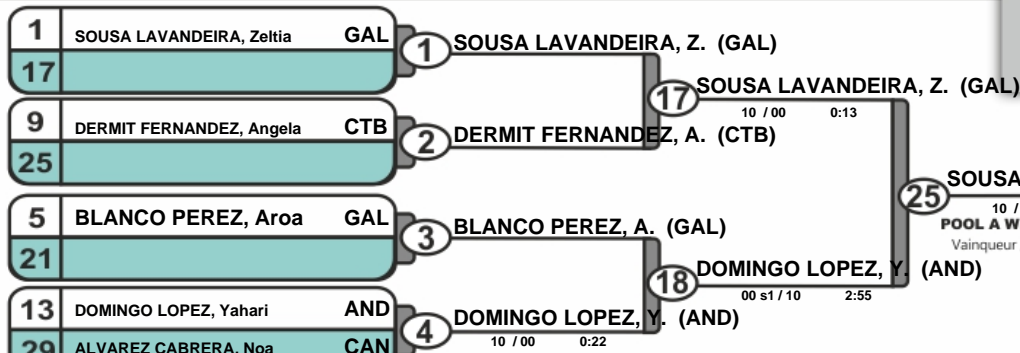 1 SOUSA LAVANDEIRA, Zeltia GAL
17
1 SOUSA LAVANDEIRA, Z. (GAL)
17 SOUSA LAVANDEIRA, Z. (GAL)
10 / 00 0:13
9 DERMIT FERNANDEZ, Angela CTB
25
2 DERMIT FERNANDEZ, A. (CTB)
25 SOUSA
10 /
POOL A W
Vainqueur
5 BLANCO PEREZ, Aroa GAL
21
3 BLANCO PEREZ, A. (GAL)
18 DOMINGO LOPEZ, Y. (AND)
00 s1 / 10 2:55
13 DOMINGO LOPEZ, Yahari AND
29 ALVAREZ CABRERA, Noa CAN
4 DOMINGO LOPEZ, Y. (AND)
10 / 00 0:22